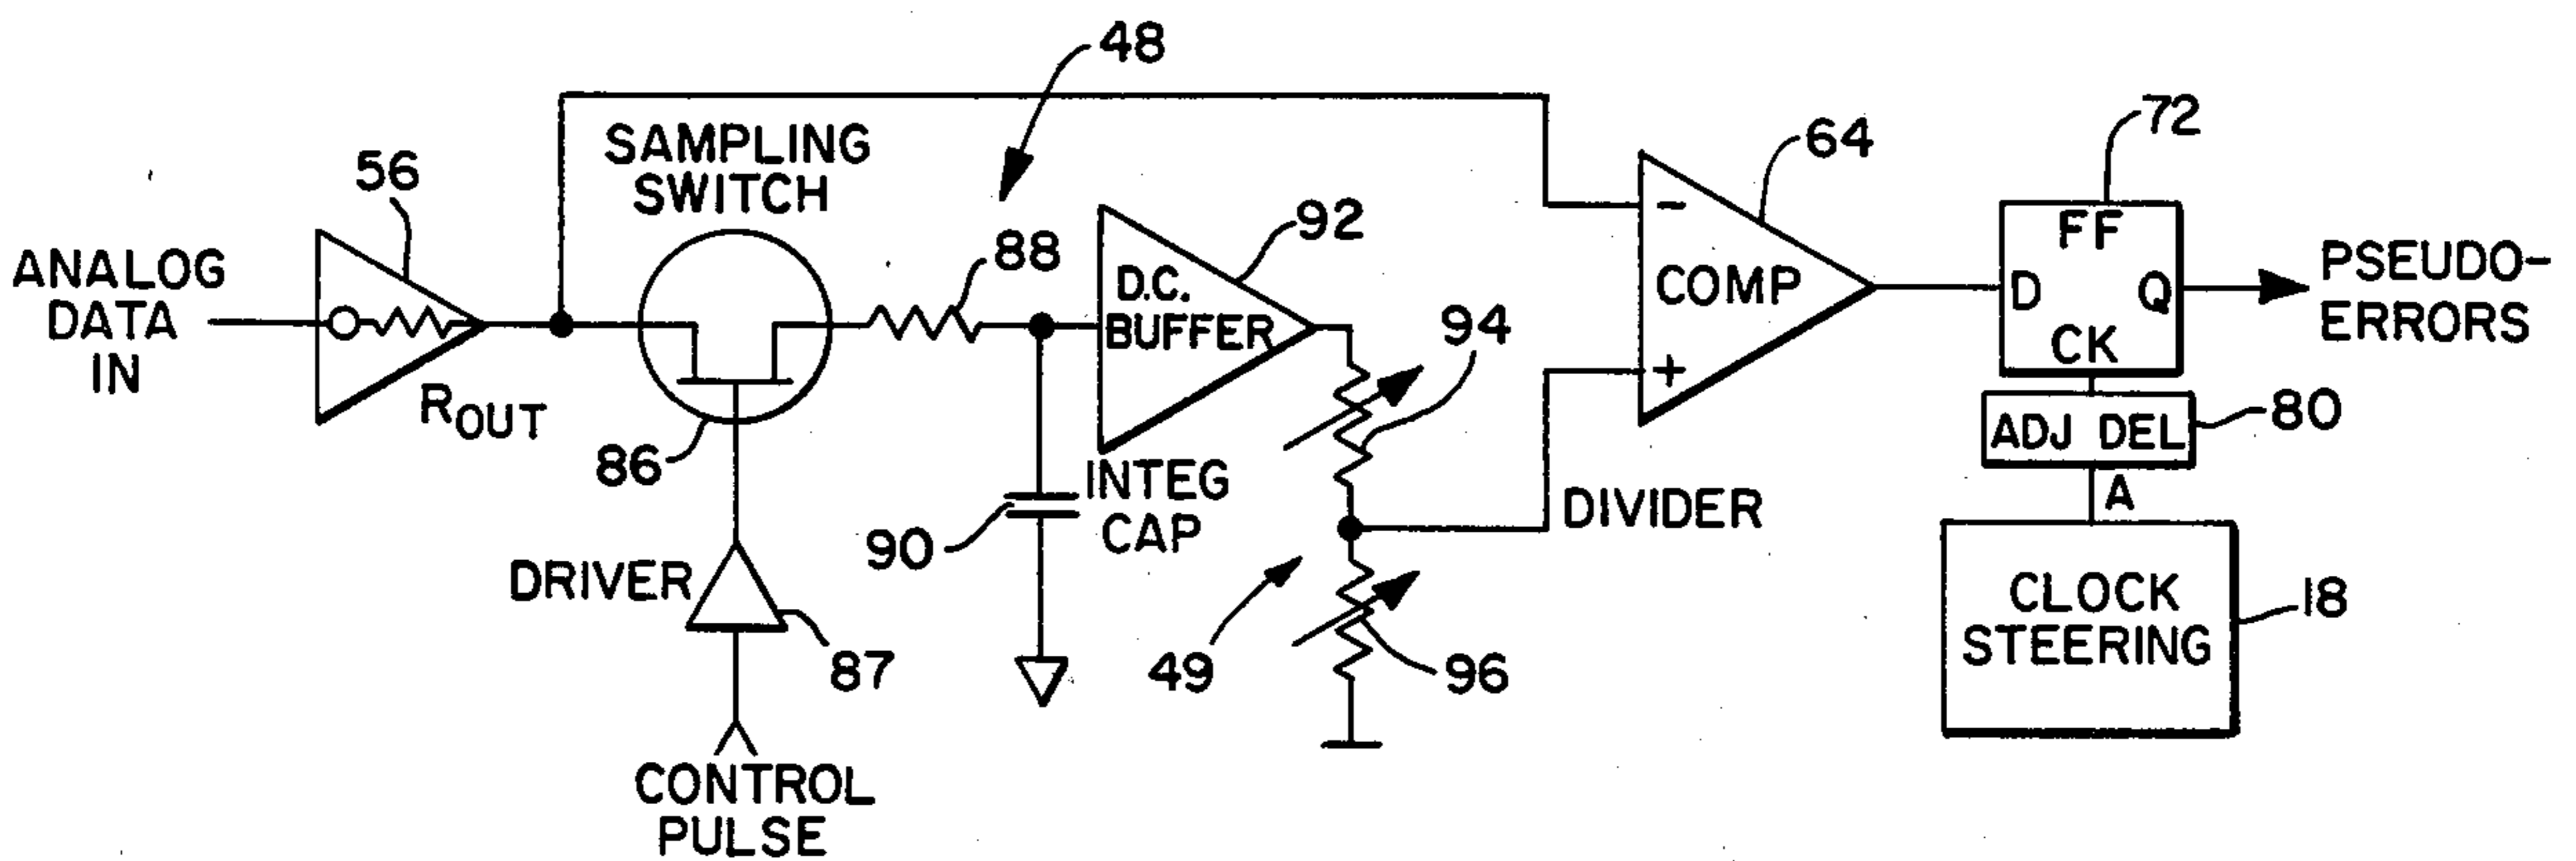 48
SAMPLING
SWITCH
56
ANALOG
DATA
IN
ROUT
86
88
D.C.
BUFFER
92
INTEG
CAP
90
DRIVER
87
CONTROL
PULSE
94
DIVIDER
49
96
64
-
COMP
+
72
FF
D
Q
CK
PSEUDO-
ERRORS
ADJ DEL
80
A
CLOCK
STEERING
18